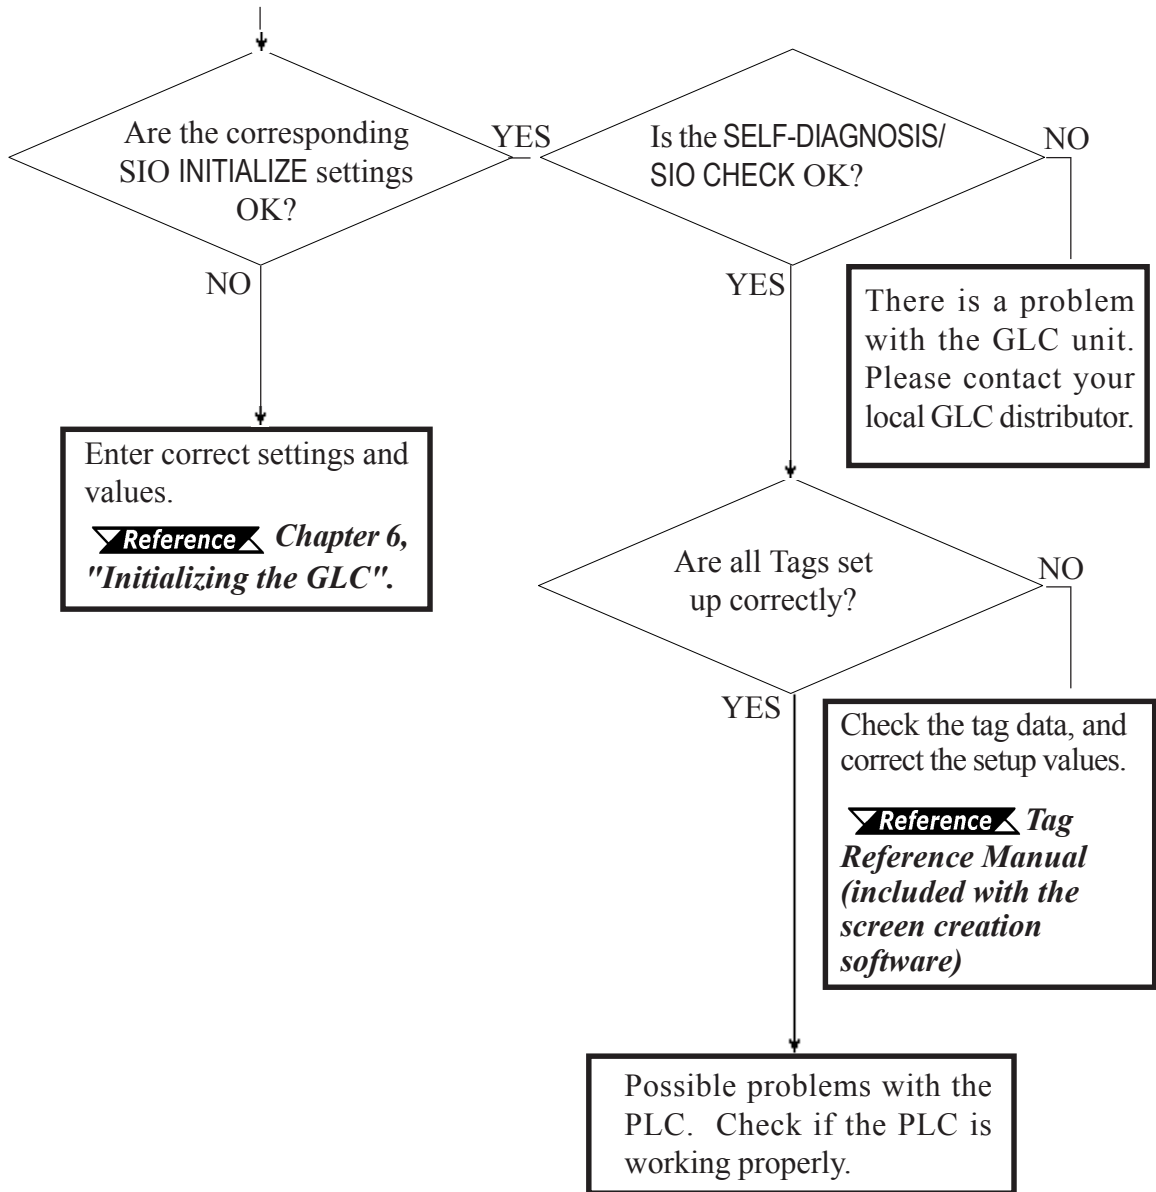 Are the corresponding
SIO INITIALIZE settings
OK?
YES
NO
Is the SELF-DIAGNOSIS/
SIO CHECK OK?
NO
YES
There is a problem
with the GLC unit.
Please contact your
local GLC distributor.
Enter correct settings and
values.
Reference Chapter 6,
"Initializing the GLC".
Are all Tags set
up correctly?
NO
YES
Check the tag data, and
correct the setup values.
Reference Tag
Reference Manual
(included with the
screen creation
software)
Possible problems with the
PLC. Check if the PLC is
working properly.